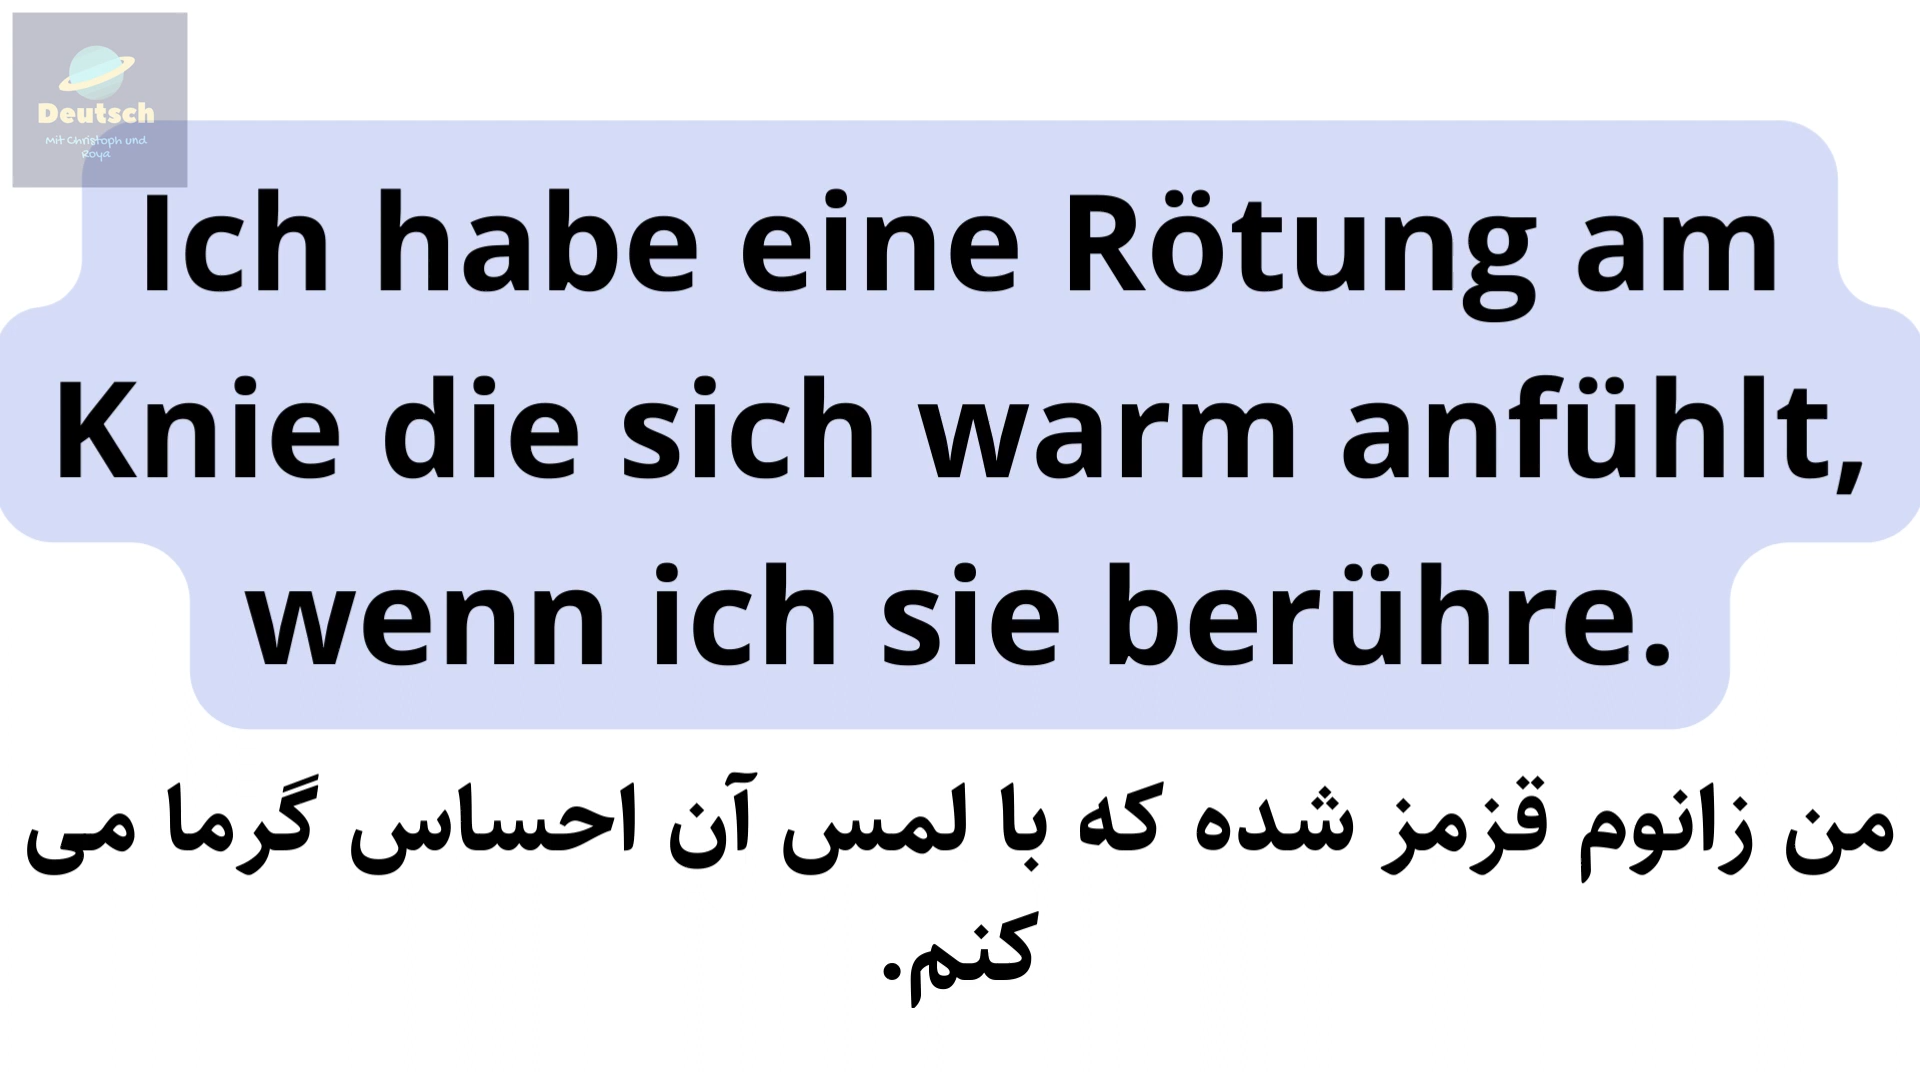 Deutsch
Mit Christoph und
Roya
Ich habe eine Rötung am
Knie die sich warm anfühlt,
wenn ich sie berühre.
من زانوم قزمز شده که با لمس آن احساس گرما می
کنم.